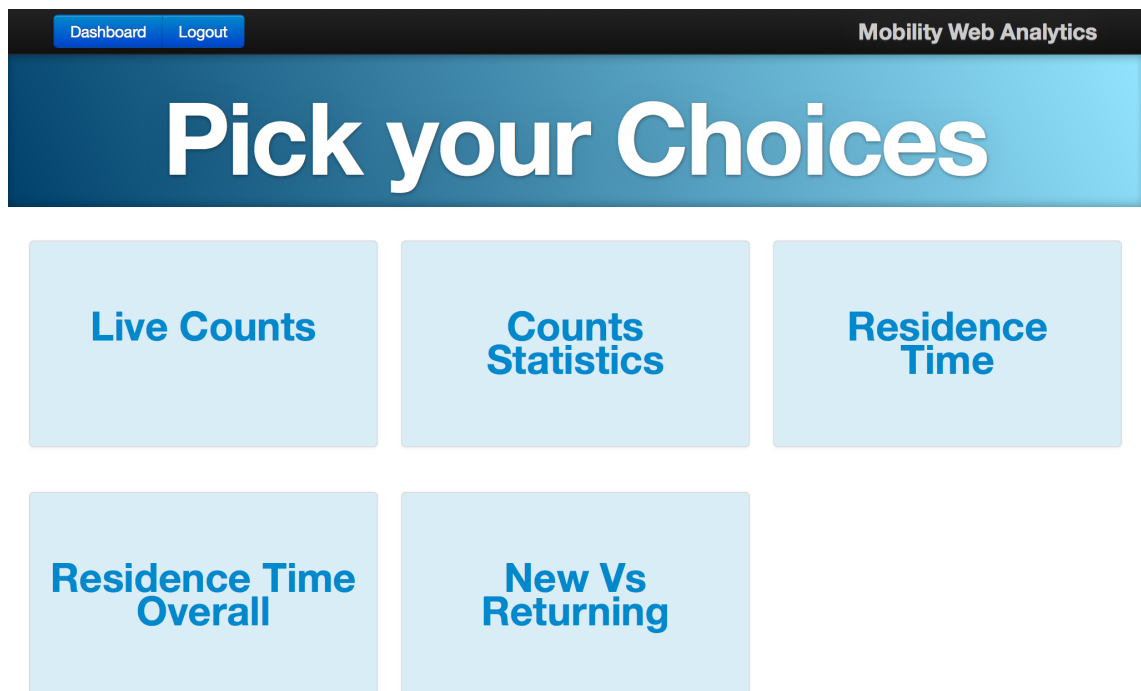 Dashboard Logout Mobility Web Analytics
Pick your Choices
Live Counts
Counts
Statistics
Residence
Time
Residence Time
Overall
New Vs
Returning